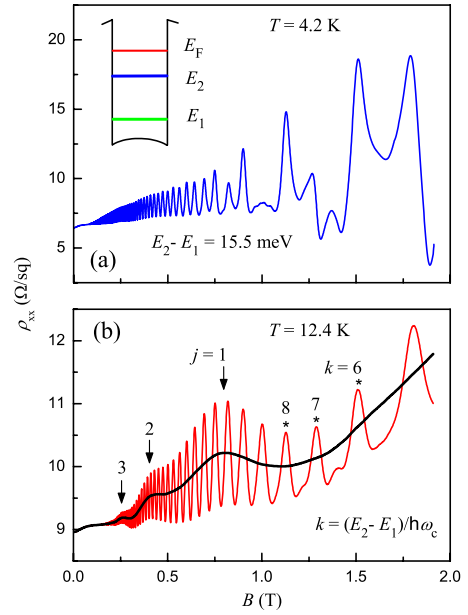 T = 4.2 K
E_F
E_2
E_1
20
15
10
7.5
5
E_2- E_1 = 15.5 meV
(a)
ρ_xx (Ω/sq)
(b)
T = 12.4 K
j = 1
2
3
k = 6
7
8
* * *
k = (E_2- E_1)/ħω_c
12
11
10
9
0.0 0.5 1.0 1.5 2.0
B (T)